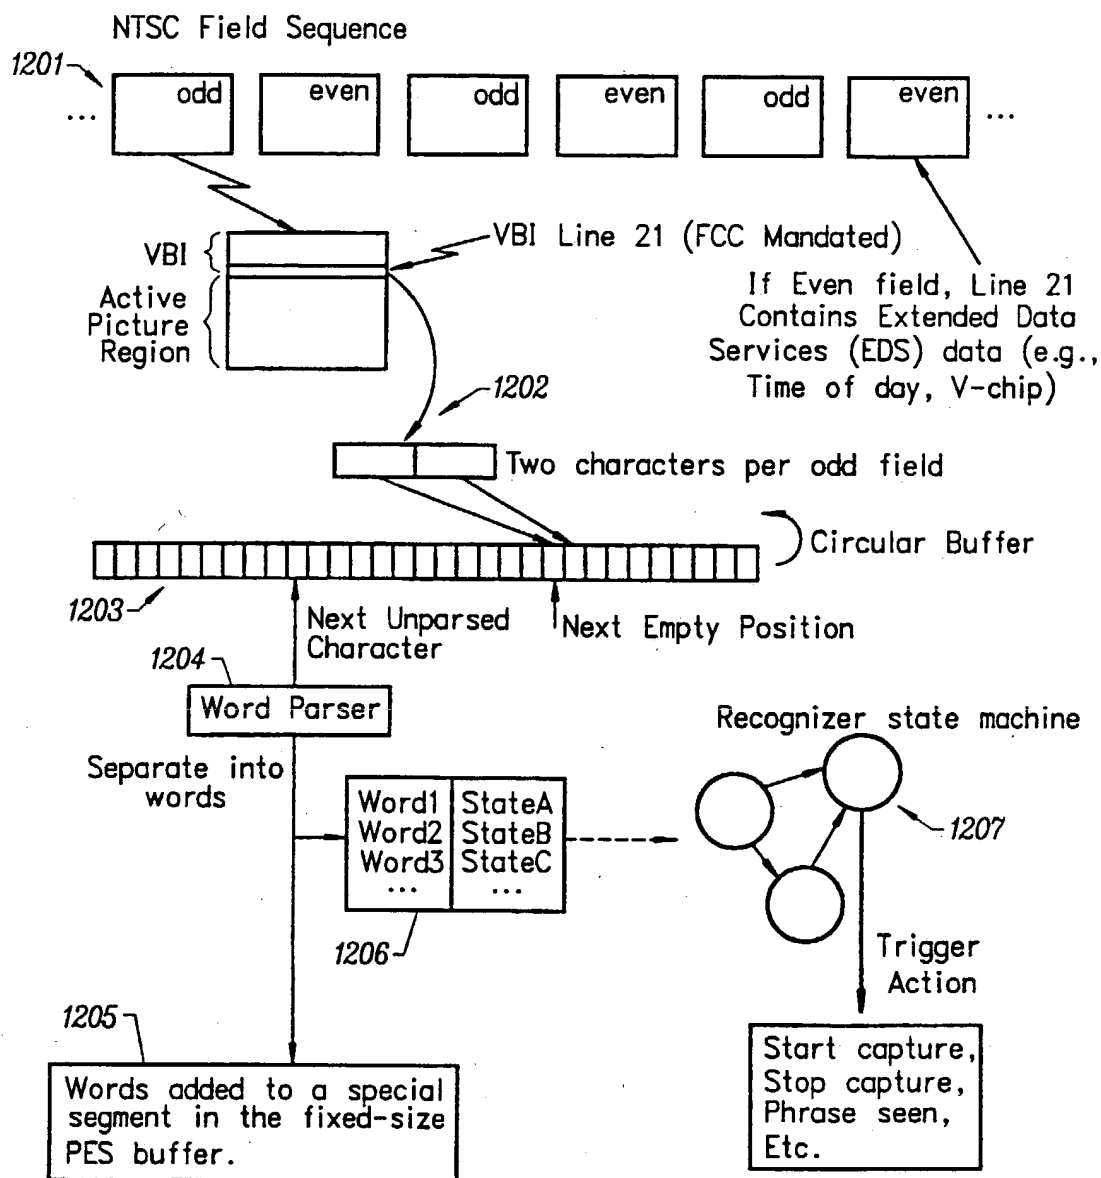 NTSC Field Sequence
1201
... odd even odd even odd even ...
VBI
VBI Line 21 (FCC Mandated)
Active
Picture
Region
If Even field, Line 21
Contains Extended Data
Services (EDS) data (e.g.,
Time of day, V-chip)
1202
Two characters per odd field
Circular Buffer
1203
Next Unparsed
Character
Next Empty Position
1204
Word Parser
Separate into
words
Word1 StateA
Word2 StateB
Word3 StateC
... ...
1206
Recognizer state machine
1207
Trigger
Action
1205
Words added to a special
segment in the fixed-size
PES buffer.
Start capture,
Stop capture,
Phrase seen,
Etc.